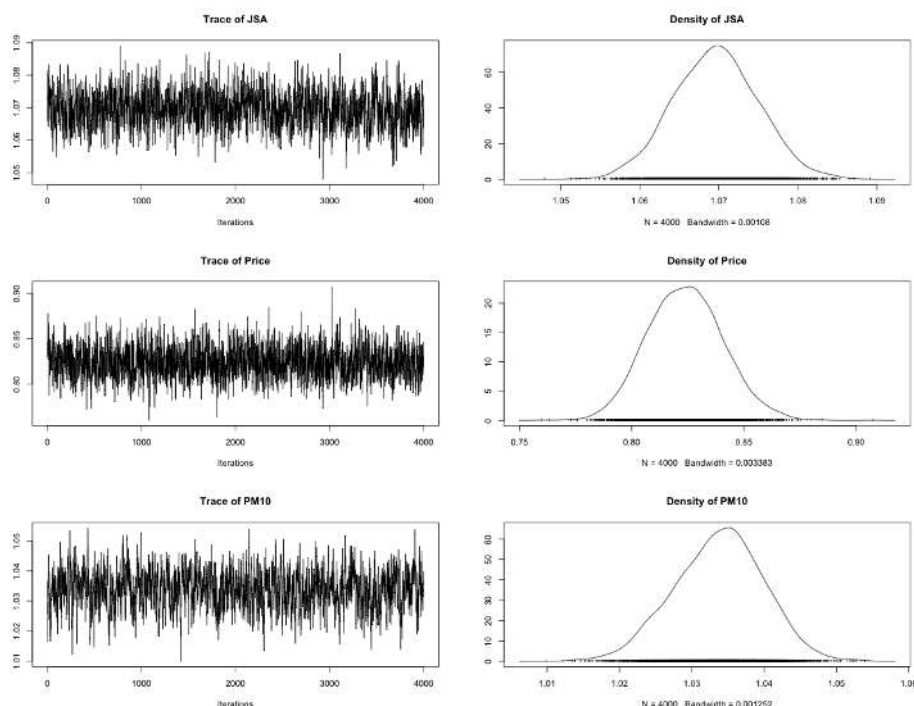 Trace of JSA
1.05 1.06 1.07 1.08 1.09
0 1000 2000 3000 4000
Iterations
Density of JSA
0 20 40 60
1.05 1.06 1.07 1.08 1.09
N = 4000 Bandwidth = 0.00108
Trace of Price
0.80 0.85 0.90
0 1000 2000 3000 4000
Iterations
Density of Price
0 5 10 15 20
0.75 0.80 0.85 0.90
N = 4000 Bandwidth = 0.003383
Trace of PM10
1.01 1.02 1.03 1.04 1.05
0 1000 2000 3000 4000
Iterations
Density of PM10
0 10 20 30 40 50 60
1.01 1.02 1.03 1.04 1.05
N = 4000 Bandwidth = 0.001252